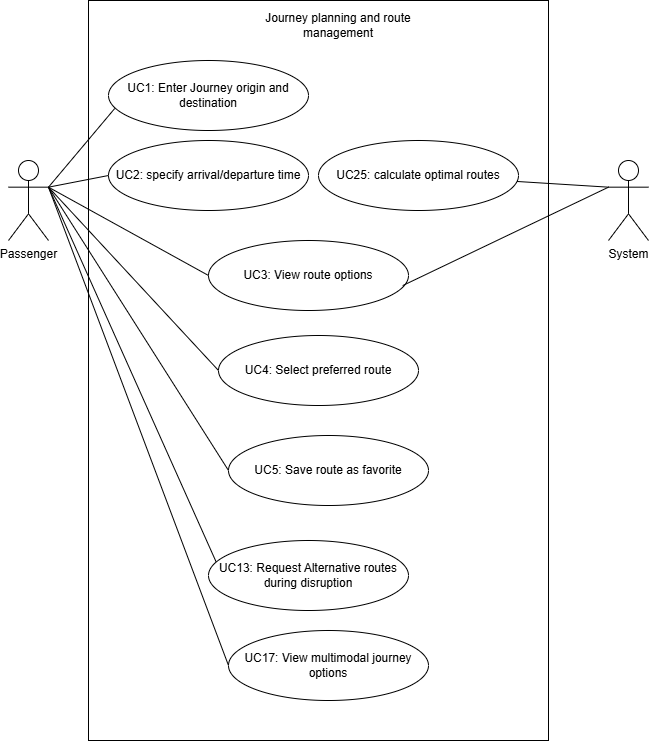 Journey planning and route
management
UC1: Enter Journey origin and
destination
UC2: specify arrival/departure time
UC25: calculate optimal routes
Passenger
System
UC3: View route options
UC4: Select preferred route
UC5: Save route as favorite
UC13: Request Alternative routes
during disruption
UC17: View multimodal journey
options